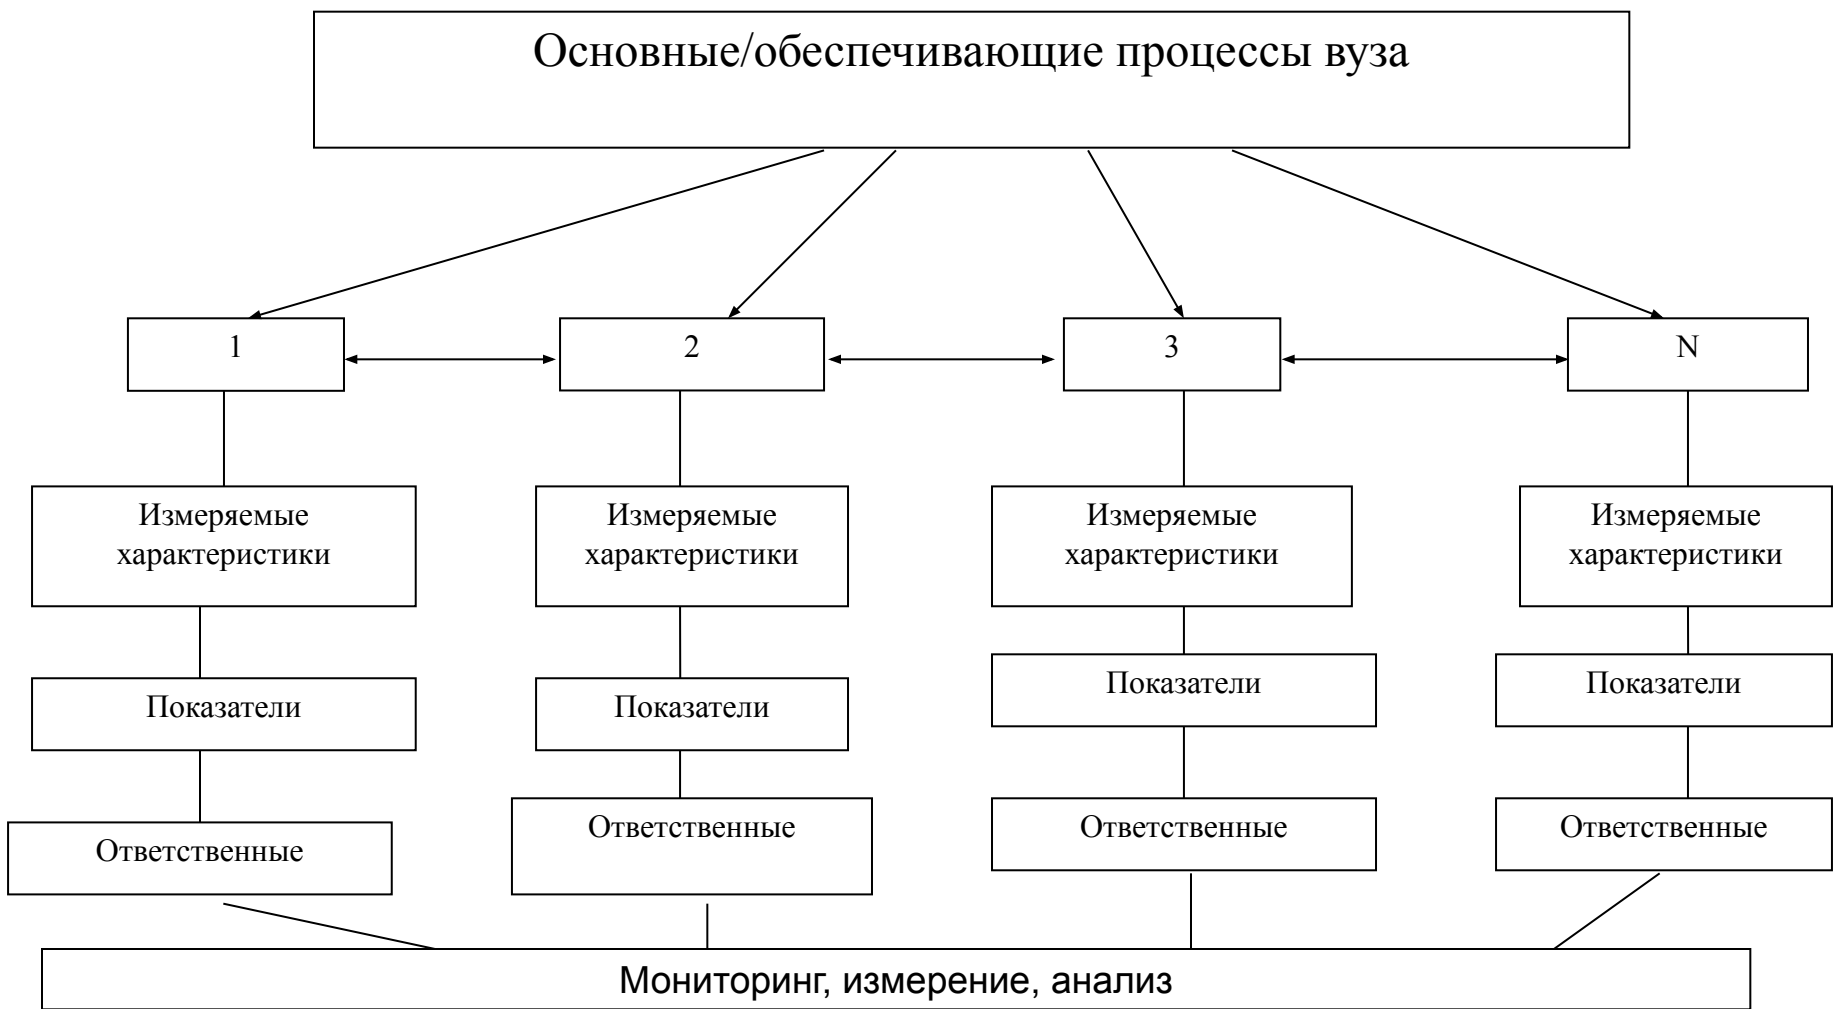 Основные/обеспечивающие процессы вуза
1
2
3
N
Измеряемые
характеристики
Измеряемые
характеристики
Измеряемые
характеристики
Измеряемые
характеристики
Показатели
Показатели
Показатели
Показатели
Ответственные
Ответственные
Ответственные
Ответственные
Мониторинг, измерение, анализ